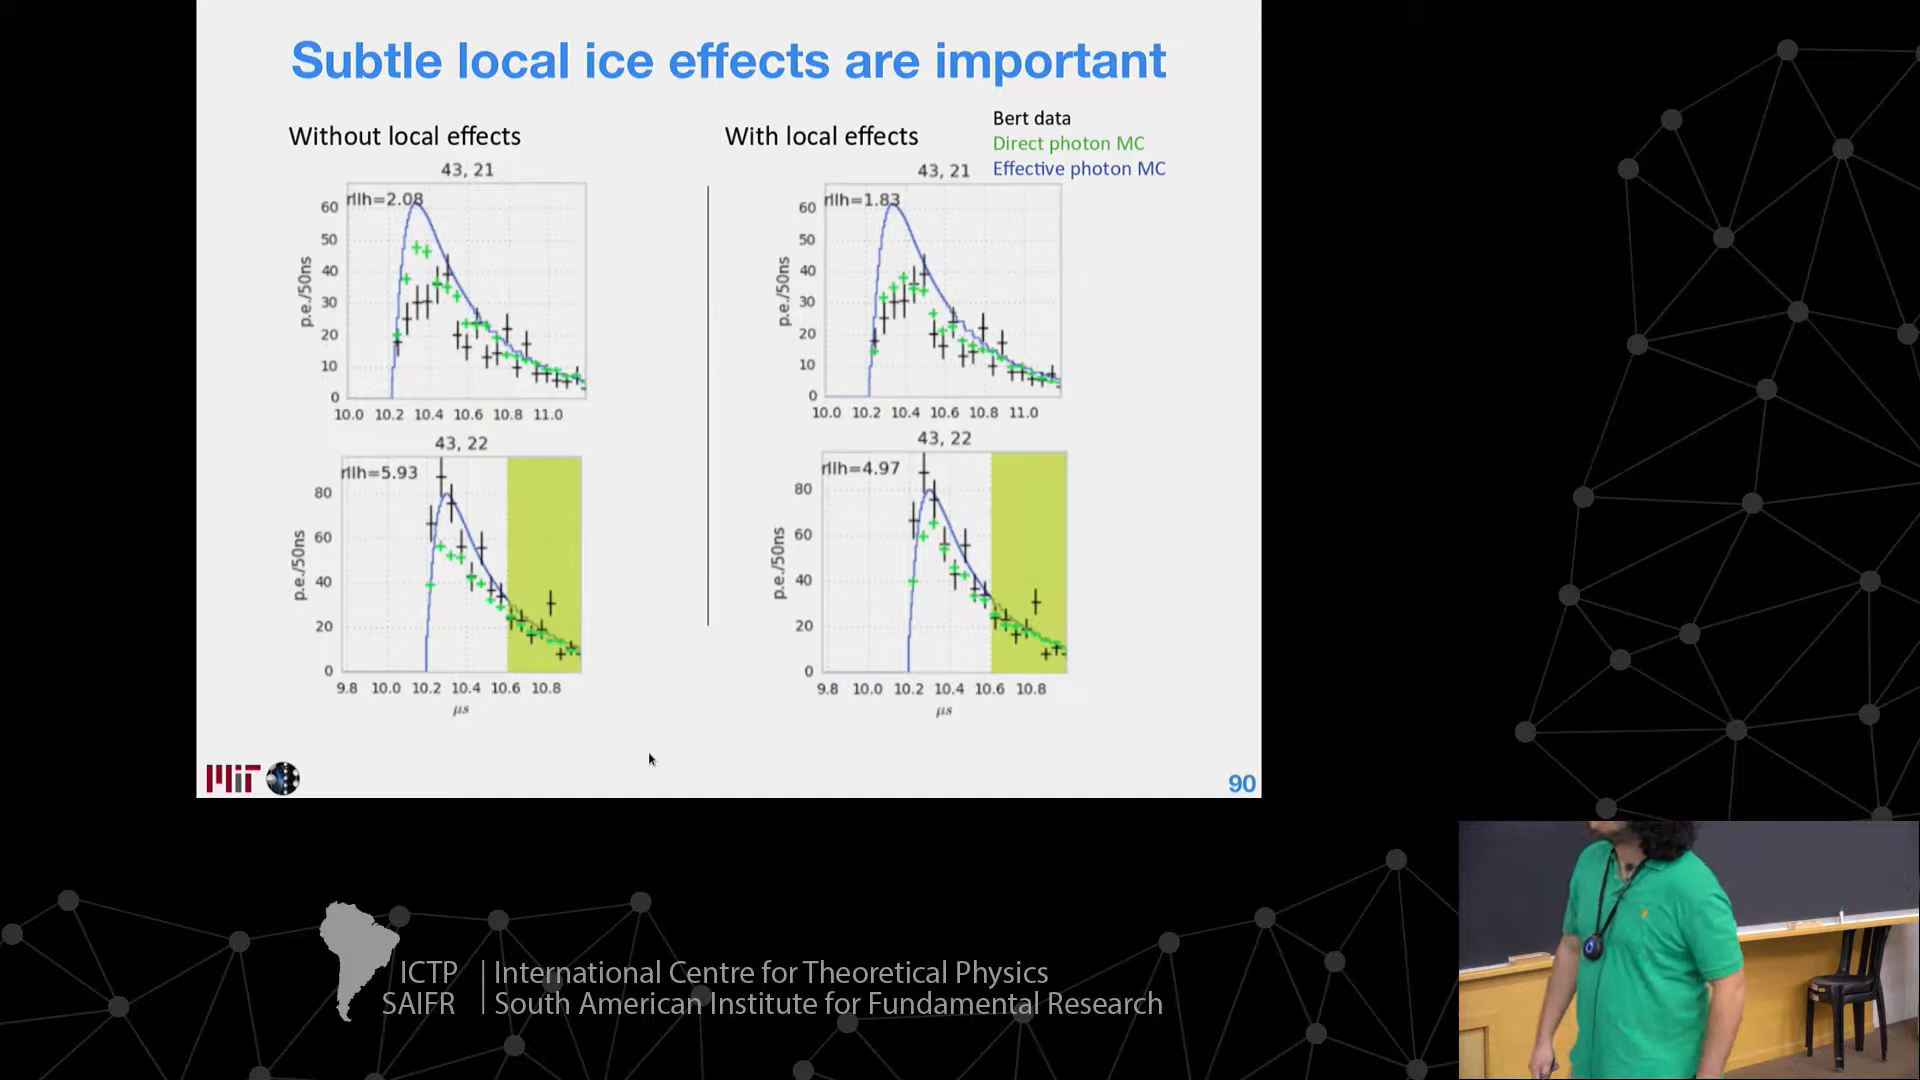 Subtle local ice effects are important
Without local effects
With local effects
Bert data
Direct photon MC
Effective photon MC
43, 21
rllh=2.08
60
50
40
30
20
10
0
p.e./50ns
10.0 10.2 10.4 10.6 10.8 11.0
43, 21
rllh=1.83
60
50
40
30
20
10
0
p.e./50ns
10.0 10.2 10.4 10.6 10.8 11.0
43, 22
rllh=5.93
80
60
40
20
0
p.e./50ns
9.8 10.0 10.2 10.4 10.6 10.8
μs
43, 22
rllh=4.97
80
60
40
20
0
p.e./50ns
9.8 10.0 10.2 10.4 10.6 10.8
μs
MIT
90
ICTP
SAIFR
International Centre for Theoretical Physics
South American Institute for Fundamental Research